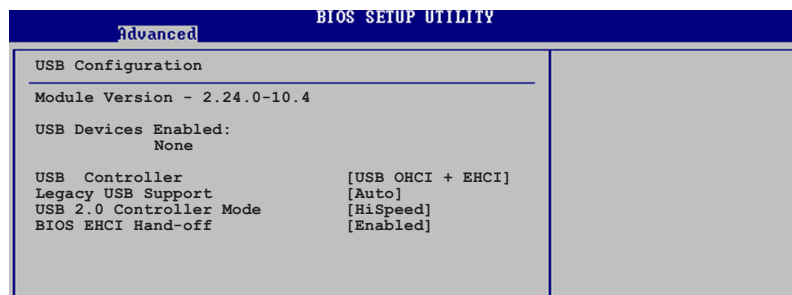 BIOS SETUP UTILITY
Advanced
USB Configuration
Module Version - 2.24.0-10.4
USB Devices Enabled:
None
USB Controller [USB OHCI + EHCI]
Legacy USB Support [Auto]
USB 2.0 Controller Mode [HiSpeed]
BIOS EHCI Hand-off [Enabled]